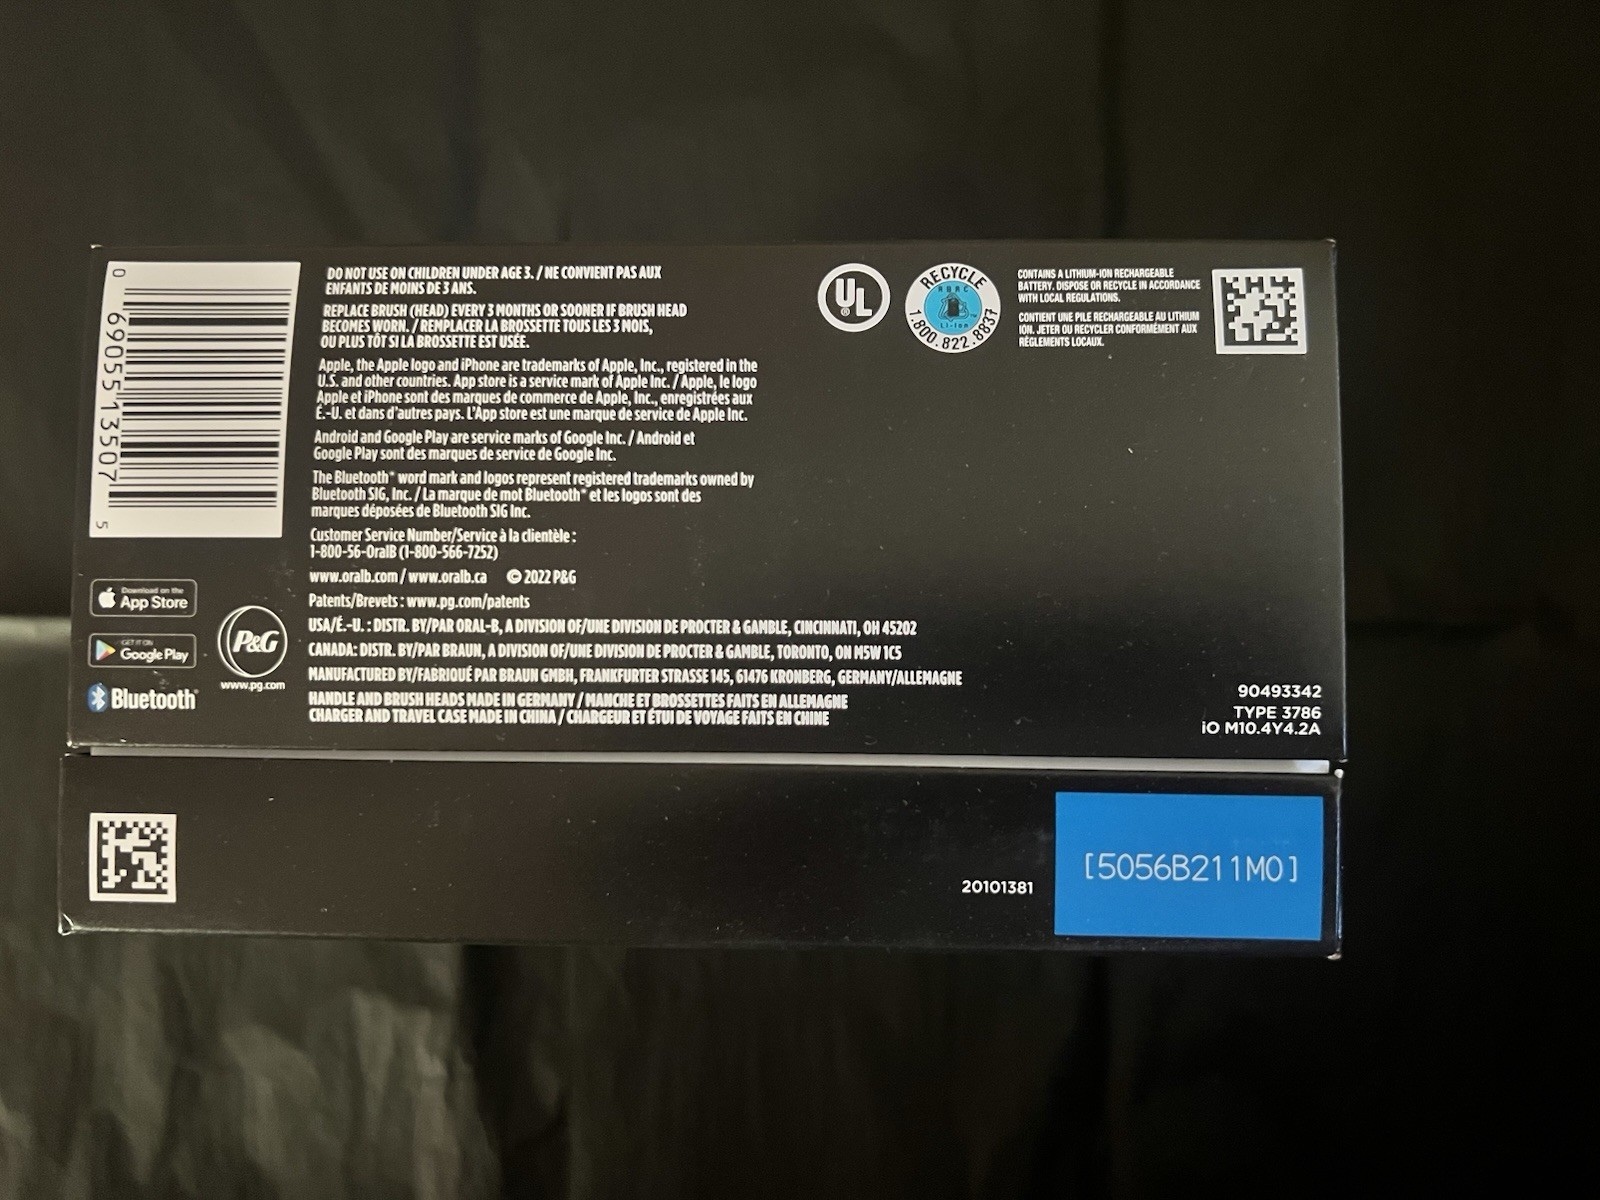 0 69055 13507 5
DO NOT USE ON CHILDREN UNDER AGE 3. / NE CONVIENT PAS AUX
ENFANTS DE MOINS DE 3 ANS.
REPLACE BRUSH (HEAD) EVERY 3 MONTHS OR SOONER IF BRUSH HEAD
BECOMES WORN. / REMPLACER LA BROSSETTE TOUS LES 3 MOIS,
OU PLUS TÔT SI LA BROSSETTE EST USÉE.
Apple, the Apple logo and iPhone are trademarks of Apple, Inc., registered in the
U.S. and other countries. App store is a service mark of Apple Inc. / Apple, le logo
Apple et iPhone sont des marques de commerce de Apple, Inc., enregistrées aux
É.-U. et dans d'autres pays. L'App store est une marque de service de Apple Inc.
Android and Google Play are service marks of Google Inc. / Android et
Google Play sont des marques de service de Google Inc.
The Bluetooth® word mark and logos represent registered trademarks owned by
Bluetooth SIG, Inc. / La marque de mot Bluetooth® et les logos sont des
marques déposées de Bluetooth SIG Inc.
Customer Service Number/Service à la clientèle :
1-800-56-OralB (1-800-566-7252)
www.oralb.com / www.oralb.ca © 2022 P&G
Patents/Brevets : www.pg.com/patents
USA/É.-U. : DISTR. BY/PAR ORAL-B, A DIVISION OF/UNE DIVISION DE PROCTER & GAMBLE, CINCINNATI, OH 45202
CANADA: DISTR. BY/PAR BRAUN, A DIVISION OF/UNE DIVISION DE PROCTER & GAMBLE, TORONTO, ON M5W 1C5
MANUFACTURED BY/FABRIQUÉ PAR BRAUN GMBH, FRANKFURTER STRASSE 145, 61476 KRONBERG, GERMANY/ALLEMAGNE
HANDLE AND BRUSH HEADS MADE IN GERMANY / MANCHE ET BROSSETTES FAITS EN ALLEMAGNE
CHARGER AND TRAVEL CASE MADE IN CHINA / CHARGEUR ET ÉTUI DE VOYAGE FAITS EN CHINE
Download on the
App Store
GET IT ON
Google Play
Bluetooth®
P&G
www.pg.com
UL
®
RECYCLE
RBRC
Li-Ion
1.800.822.8837
CONTAINS A LITHIUM-ION RECHARGEABLE
BATTERY. DISPOSE OR RECYCLE IN ACCORDANCE
WITH LOCAL REGULATIONS.
CONTIENT UNE PILE RECHARGEABLE AU LITHIUM
ION. JETER OU RECYCLER CONFORMÉMENT AUX
RÈGLEMENTS LOCAUX.
90493342
TYPE 3786
iO M10.4Y4.2A
20101381
[5056B211M0]